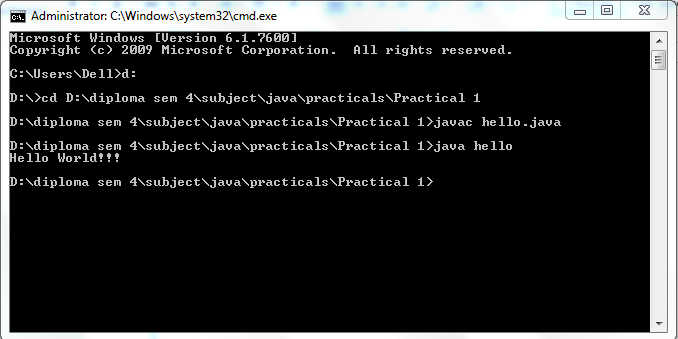 Administrator: C:\Windows\system32\cmd.exe
Microsoft Windows [Version 6.1.7600]
Copyright (c) 2009 Microsoft Corporation.  All rights reserved.
C:\Users\Dell>d:
D:\>cd D:\diploma sem 4\subject\java\practicals\Practical 1
D:\diploma sem 4\subject\java\practicals\Practical 1>javac hello.java
D:\diploma sem 4\subject\java\practicals\Practical 1>java hello
Hello World!!!
D:\diploma sem 4\subject\java\practicals\Practical 1>